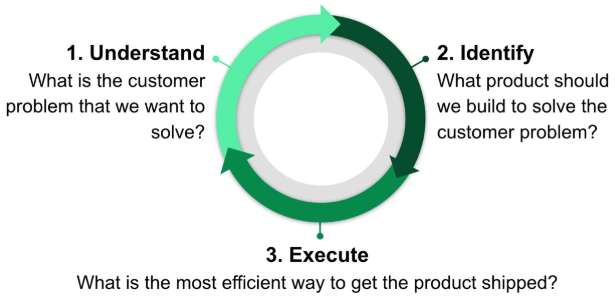 1. Understand
What is the customer
problem that we want to
solve?
2. Identify
What product should
we build to solve the
customer problem?
3. Execute
What is the most efficient way to get the product shipped?